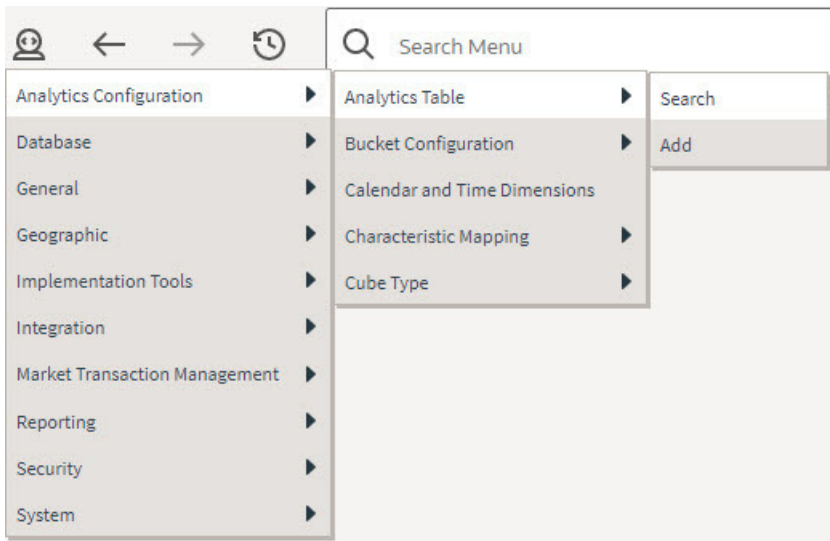 Search Menu
Analytics Configuration
Database
General
Geographic
Implementation Tools
Integration
Market Transaction Management
Reporting
Security
System
Analytics Table
Bucket Configuration
Calendar and Time Dimensions
Characteristic Mapping
Cube Type
Search
Add